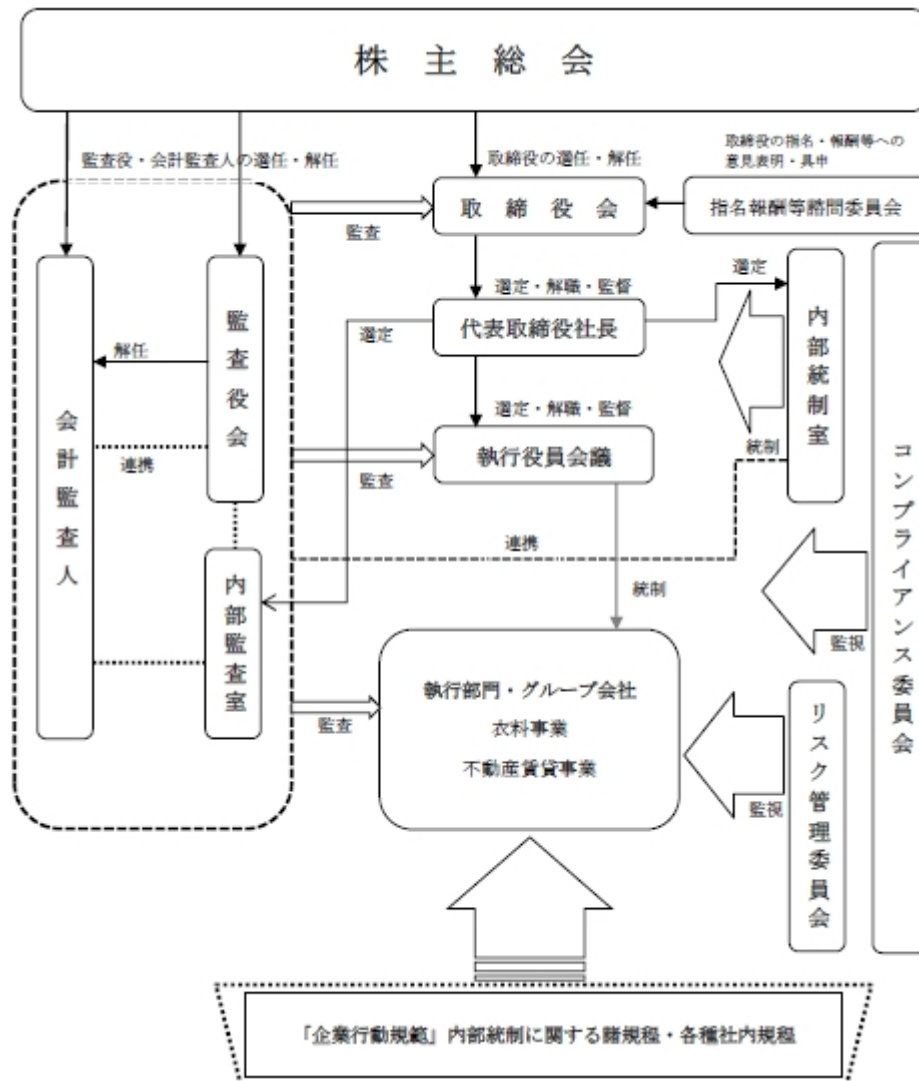 株主総会
監査役・会計監査人の選任・解任
取締役の選任・解任
取締役の指名・報酬等への
意見表明・具申
取締役会
指名報酬等諮問委員会
監査
選定・解職・監督
選定
代表取締役社長
選定
内部統制室
監査役会
解任
会計監査人
連携
選定・解職・監督
執行役員会議
監査
統制
コンプライアンス委員会
連携
内部監査室
統制
監視
執行部門・グループ会社
衣料事業
不動産賃貸事業
監査
リスク管理委員会
監視
「企業行動規範」内部統制に関する諸規程・各種社内規程